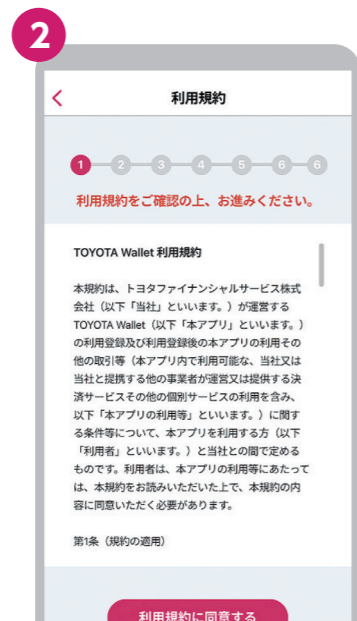 2
利用規約
1 2 3 4 5 6 6
利用規約をご確認の上、お進みください。
TOYOTA Wallet 利用規約
本規約は、トヨタファイナンシャルサービス株式
会社（以下「当社」といいます。）が運営する
TOYOTA Wallet（以下「本アプリ」といいます。）
の利用登録及び利用登録後の本アプリの利用その
他の取引等（本アプリ内で利用可能な、当社又は
当社と提携する他の事業者が運営又は提供する決
済サービスその他の個別サービスの利用を含み、
以下「本アプリの利用等」といいます。）に関す
る条件等について、本アプリを利用する方（以下
「利用者」といいます。）と当社との間で定める
ものです。利用者は、本アプリの利用等にあたって
は、本規約をお読みいただいた上で、本規約の内
容に同意いただく必要があります。
第1条（規約の適用）
利用規約に同意する